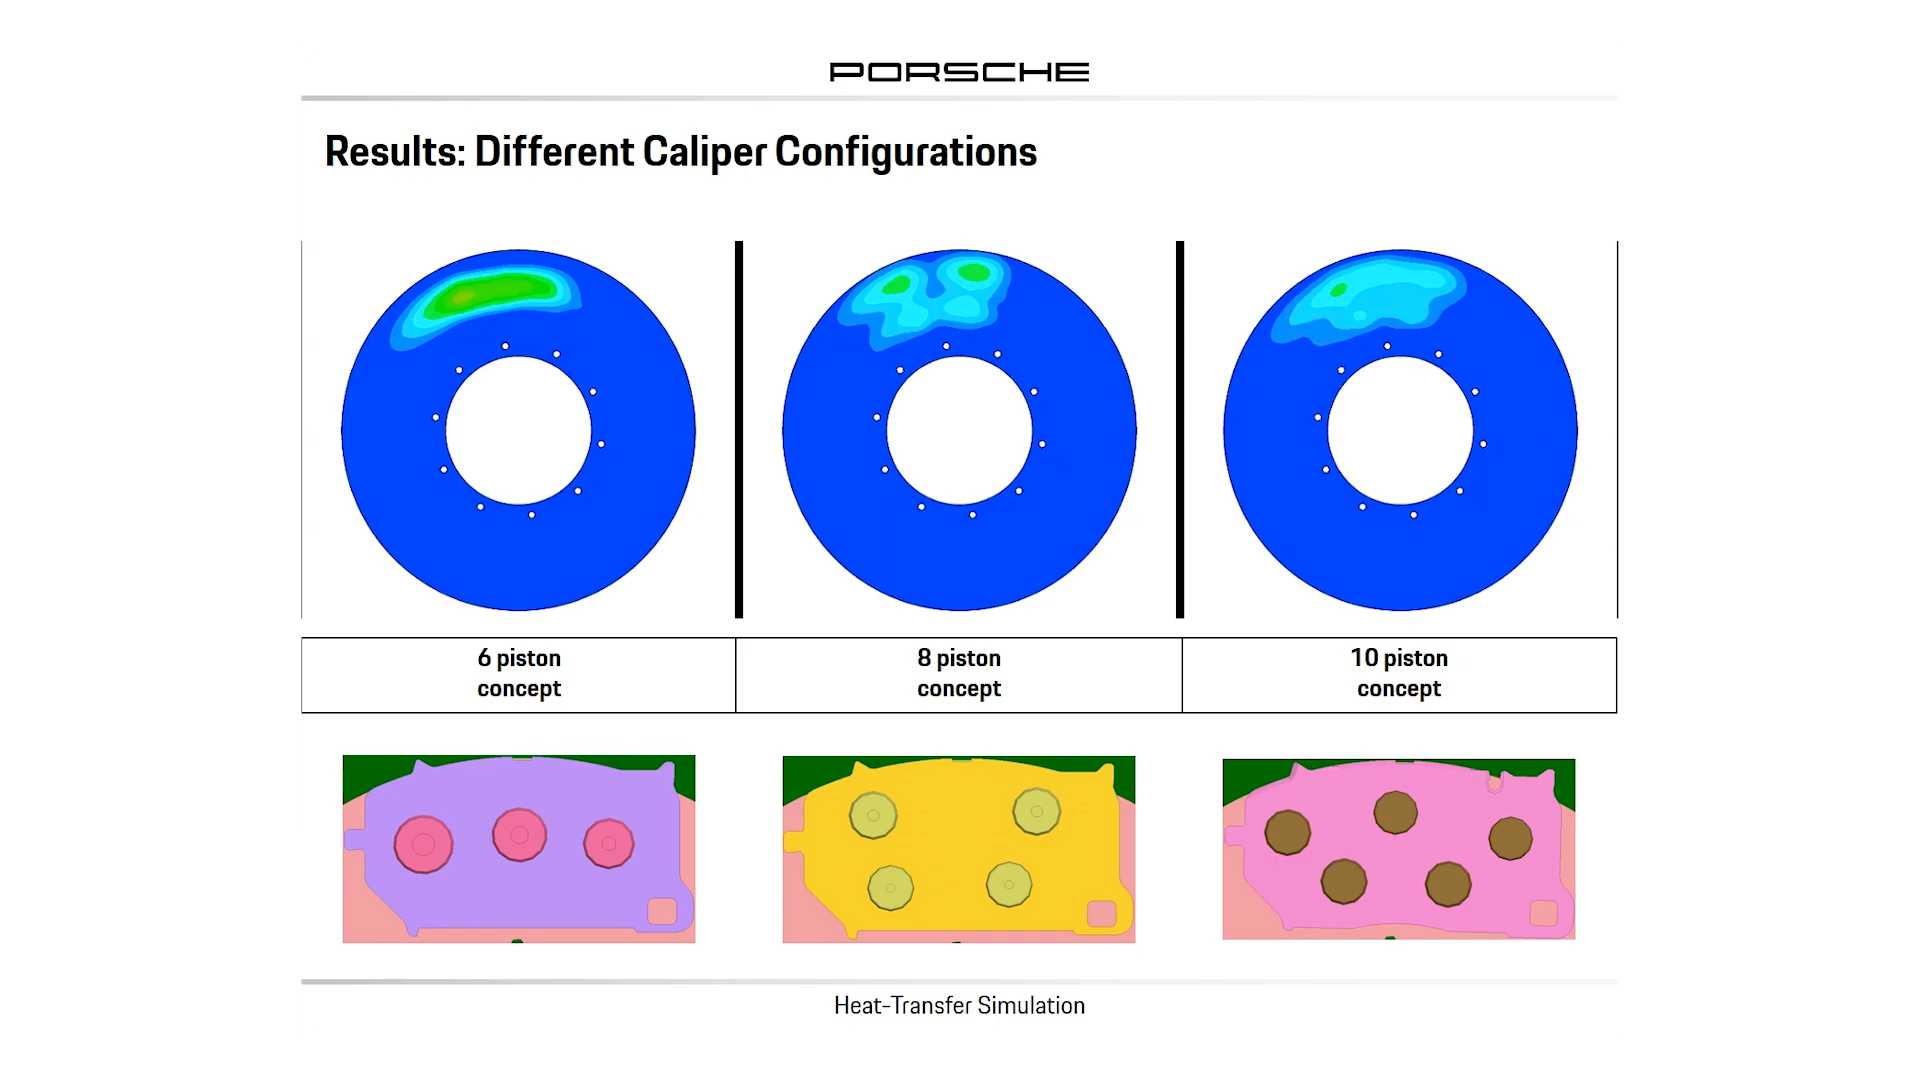 PORSCHE
Results: Different Caliper Configurations
6 piston
concept
8 piston
concept
10 piston
concept
Heat-Transfer Simulation